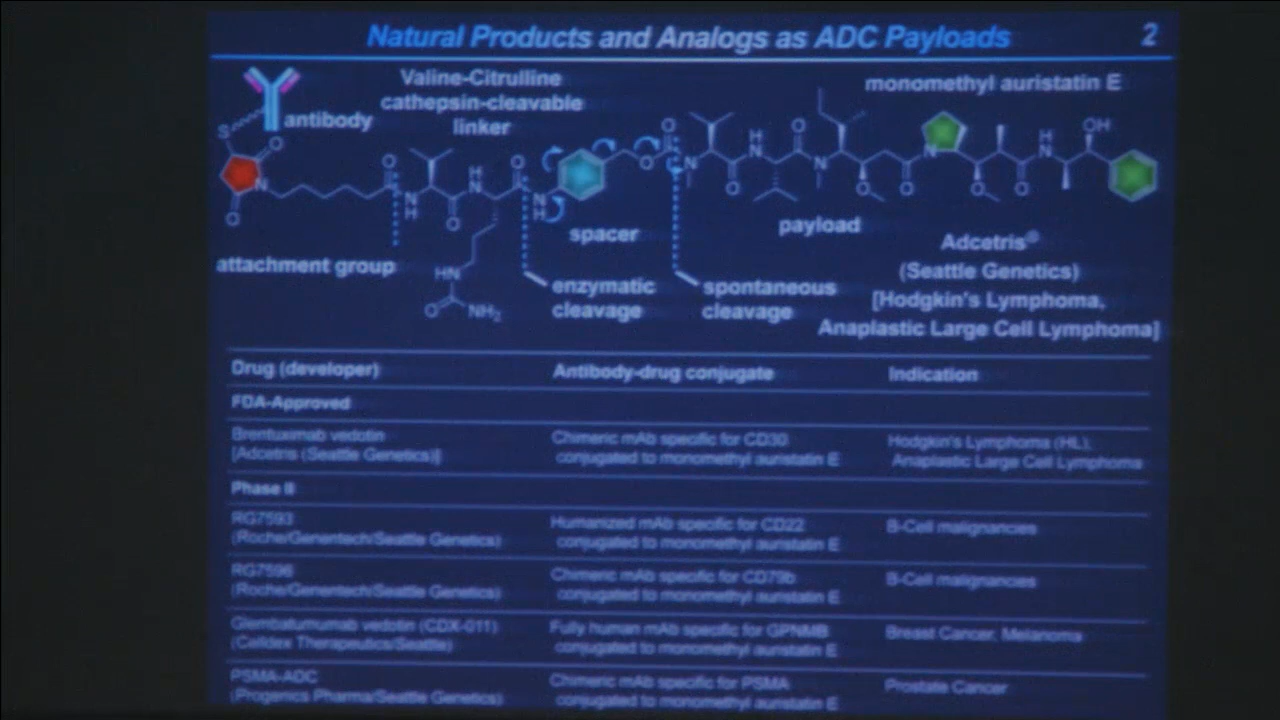 Natural Products and Analogs as ADC Payloads
2
Valine-Citrulline
cathepsin-cleavable
linker
monomethyl auristatin E
antibody
S
O
N
O
O
N
H
O
H
N
O
N
H
HN
O
NH2
O
O
N
O
H
N
O
N
O
O
N
O
O
H
N
OH
attachment group
spacer
enzymatic
cleavage
spontaneous
cleavage
payload
Adcetris®
(Seattle Genetics)
[Hodgkin's Lymphoma,
Anaplastic Large Cell Lymphoma]
Drug (developer)
Antibody-drug conjugate
Indication
FDA-Approved
Brentuximab vedotin
[Adcetris (Seattle Genetics)]
Chimeric mAb specific for CD30
conjugated to monomethyl auristatin E
Hodgkin's Lymphoma (HL),
Anaplastic Large Cell Lymphoma
Phase II
RG7593
(Roche/Genentech/Seattle Genetics)
Humanized mAb specific for CD22
conjugated to monomethyl auristatin E
B-Cell malignancies
RG7596
(Roche/Genentech/Seattle Genetics)
Chimeric mAb specific for CD79b
conjugated to monomethyl auristatin E
B-Cell malignancies
Glembatumumab vedotin (CDX-011)
(Celldex Therapeutics/Seattle)
Fully human mAb specific for GPNMB
conjugated to monomethyl auristatin E
Breast Cancer, Melanoma
PSMA-ADC
(Progenics Pharma/Seattle Genetics)
Chimeric mAb specific for PSMA
conjugated to monomethyl auristatin E
Prostate Cancer